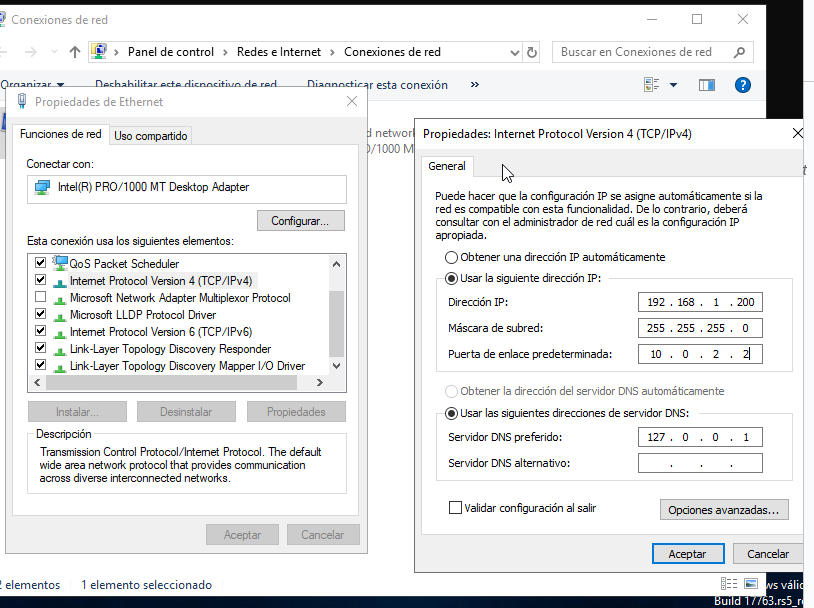 Conexiones de red
Panel de control
Redes e Internet
Conexiones de red
Buscar en Conexiones de red
Organizar
Deshabilitar este dispositivo de red
Diagnosticar esta conexión
»
Propiedades de Ethernet
Funciones de red
Uso compartido
Conectar con:
Intel(R) PRO/1000 MT Desktop Adapter
Configurar...
Esta conexión usa los siguientes elementos:
QoS Packet Scheduler
Internet Protocol Version 4 (TCP/IPv4)
Microsoft Network Adapter Multiplexor Protocol
Microsoft LLDP Protocol Driver
Internet Protocol Version 6 (TCP/IPv6)
Link-Layer Topology Discovery Responder
Link-Layer Topology Discovery Mapper I/O Driver
Instalar...
Desinstalar
Propiedades
Descripción
Transmission Control Protocol/Internet Protocol. The default
wide area network protocol that provides communication
across diverse interconnected networks.
Aceptar
Cancelar
elementos
1 elemento seleccionado
Propiedades: Internet Protocol Version 4 (TCP/IPv4)
General
Puede hacer que la configuración IP se asigne automáticamente si la
red es compatible con esta funcionalidad. De lo contrario, deberá
consultar con el administrador de red cuál es la configuración IP
apropiada.
Obtener una dirección IP automáticamente
Usar la siguiente dirección IP:
Dirección IP: 192 . 168 . 1 . 200
Máscara de subred: 255 . 255 . 255 . 0
Puerta de enlace predeterminada: 10 . 0 . 2 . 2
Obtener la dirección del servidor DNS automáticamente
Usar las siguientes direcciones de servidor DNS:
Servidor DNS preferido: 127 . 0 . 0 . 1
Servidor DNS alternativo: . . .
Validar configuración al salir
Opciones avanzadas...
Aceptar
Cancelar
Build 17763.rs5_r